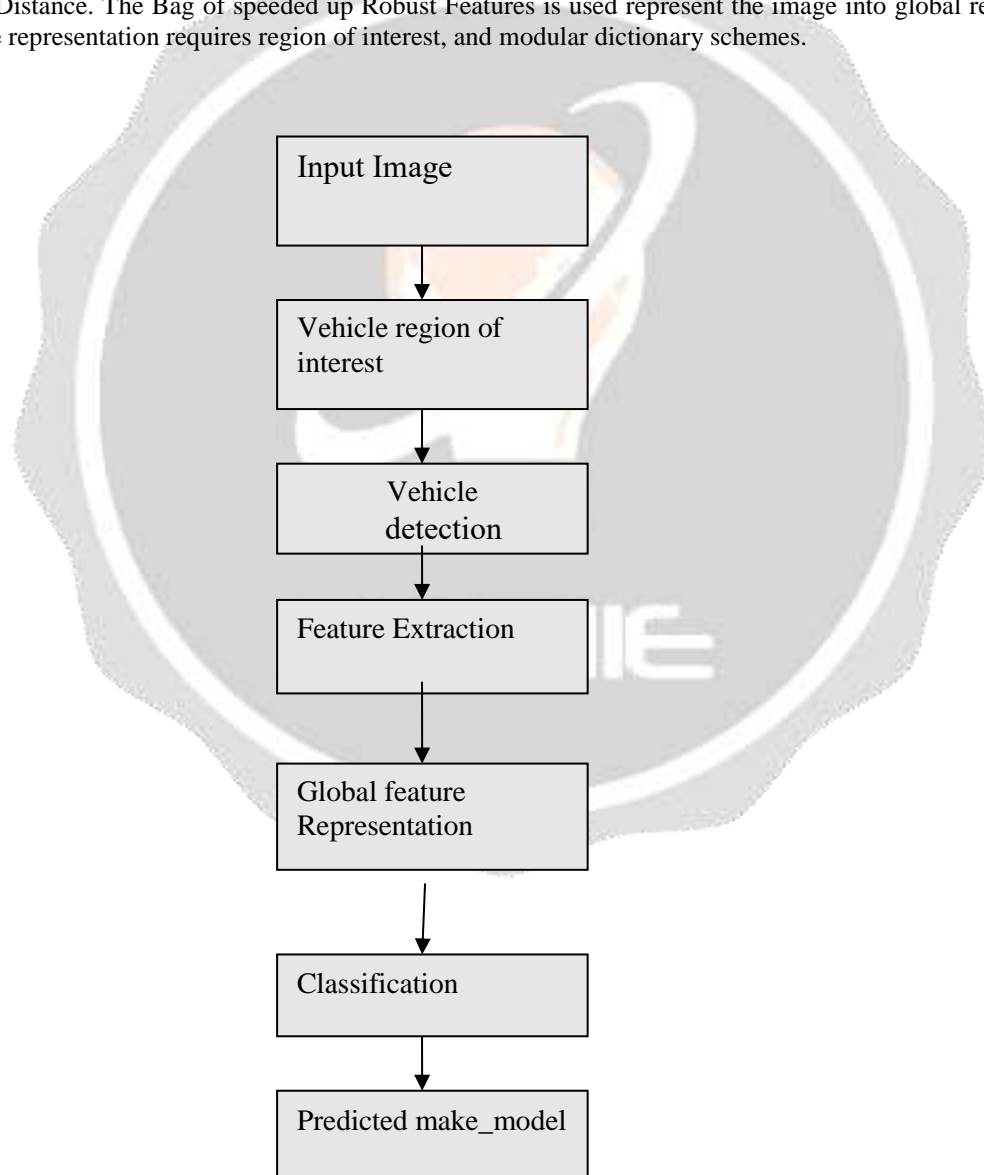 Distance. The Bag of speeded up Robust Features is used represent the image into global re
representation requires region of interest, and modular dictionary schemes.
Input Image
Vehicle region of
interest
Vehicle
detection
Feature Extraction
Global feature
Representation
Classification
Predicted make_model